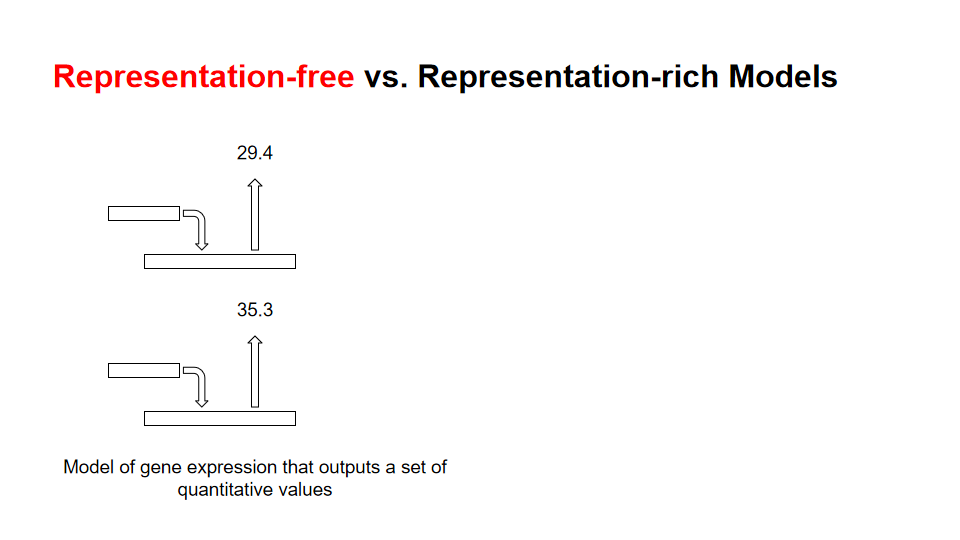 Representation-free vs. Representation-rich Models
29.4
35.3
Model of gene expression that outputs a set of
quantitative values